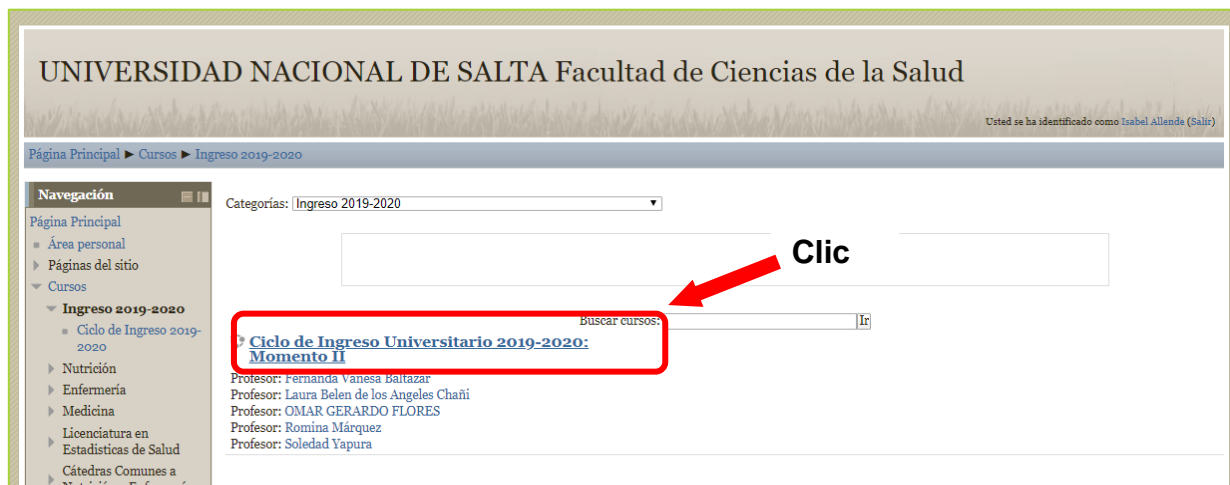 UNIVERSIDAD NACIONAL DE SALTA Facultad de Ciencias de la Salud
Usted se ha identificado como Isabel Allende (Salir)
Página Principal ► Cursos ► Ingreso 2019-2020
Navegación
Página Principal
Área personal
Páginas del sitio
Cursos
Ingreso 2019-2020
Ciclo de Ingreso 2019-
2020
Nutrición
Enfermería
Medicina
Licenciatura en
Estadisticas de Salud
Cátedras Comunes a
Categorías: Ingreso 2019-2020
Clic
Buscar cursos: Ir
Ciclo de Ingreso Universitario 2019-2020:
Momento II
Profesor: Fernanda Vanesa Baltazar
Profesor: Laura Belen de los Angeles Chañi
Profesor: OMAR GERARDO FLORES
Profesor: Romina Márquez
Profesor: Soledad Yapura